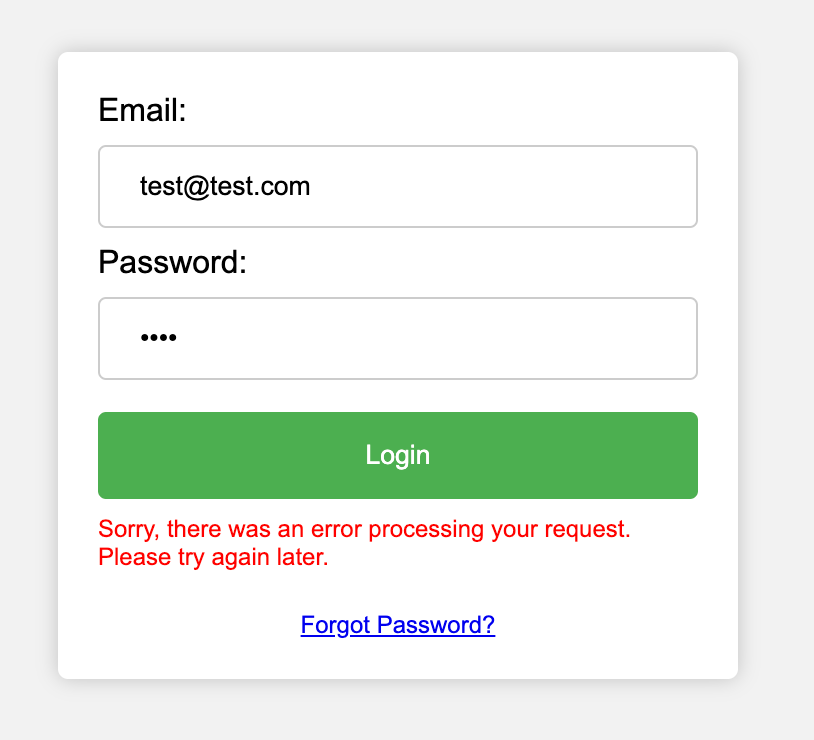 Email:
test@test.com
Password:
••••
Login
Sorry, there was an error processing your request.
Please try again later.
Forgot Password?